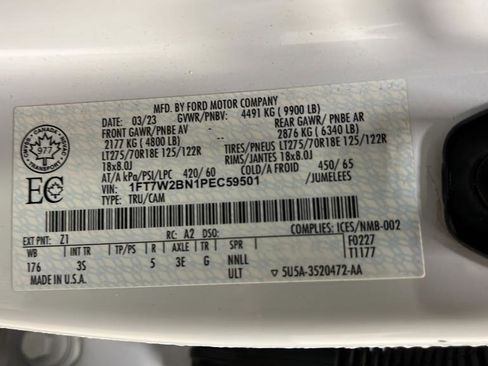 MFD. BY FORD MOTOR COMPANY
DATE: 03/23 GVWR/PNBV: 4491 KG ( 9900 LB)
FRONT GAWR/PNBE AV REAR GAWR/PNBE AR
2177 KG ( 4800 LB) 2876 KG ( 6340 LB)
LT275/70R18E 125/122R TIRES/PNEUS LT275/70R18E 125/122R
18x8.0J RIMS/JANTES 18x8.0J
AT/A kPa/PSI/LPC 420/60 COLD/A FROID 450/65
VIN: 1FT7W2BN1PEC59501 /JUMELEES
TYPE: TRU/CAM
CANADA
TRANSPORT
977
EC
EXT PNT: Z1 RC: A2 DSO: COMPLIES: ICES/NMB-002
WB INT TR TP/PS R AXLE TR SPR F0227
176 3S 5 3E G NNLL T1177
MADE IN U.S.A. ULT ▽ 5U5A-3520472-AA